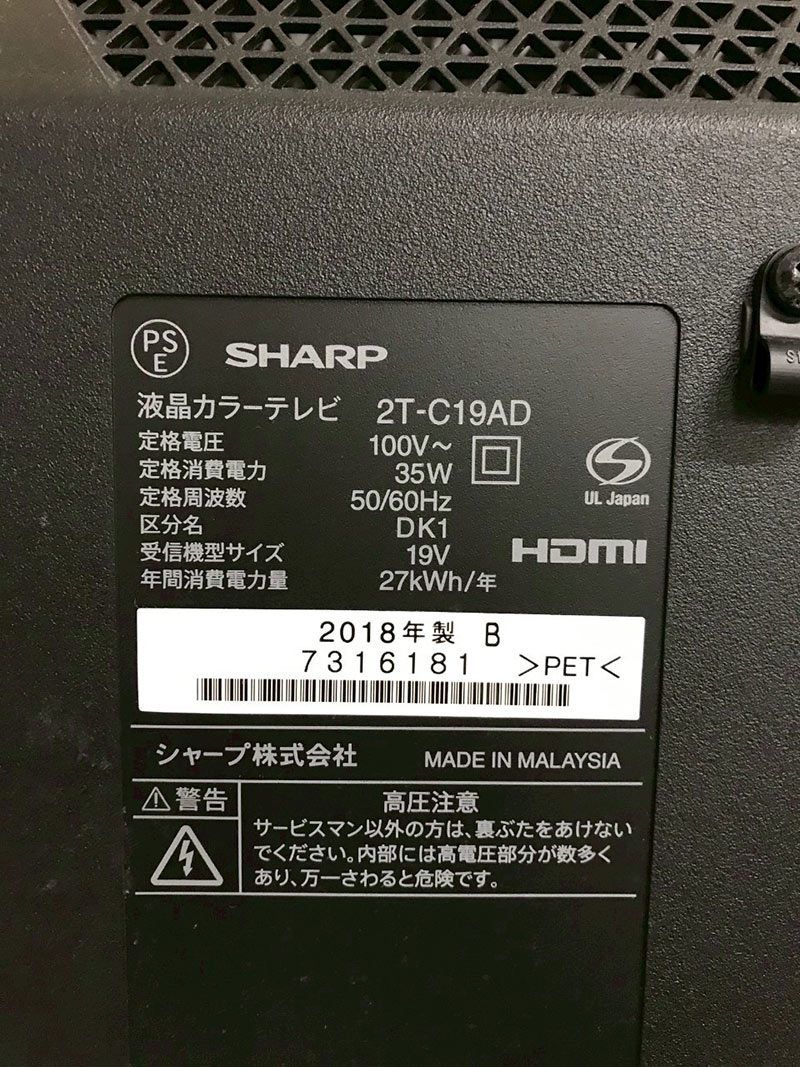 PSE
SHARP
液晶カラーテレビ 2T-C19AD
定格電圧 100V～
定格消費電力 35W
定格周波数 50/60Hz
区分名 DK1
受信機型サイズ 19V
年間消費電力量 27kWh/年
UL Japan
HDMI
2018年製 B
7316181 >PET<
シャープ株式会社 MADE IN MALAYSIA
警告
高圧注意
サービスマン以外の方は、裏ぶたをあけない
でください。内部には高電圧部分が数多く
あり、万一さわると危険です。